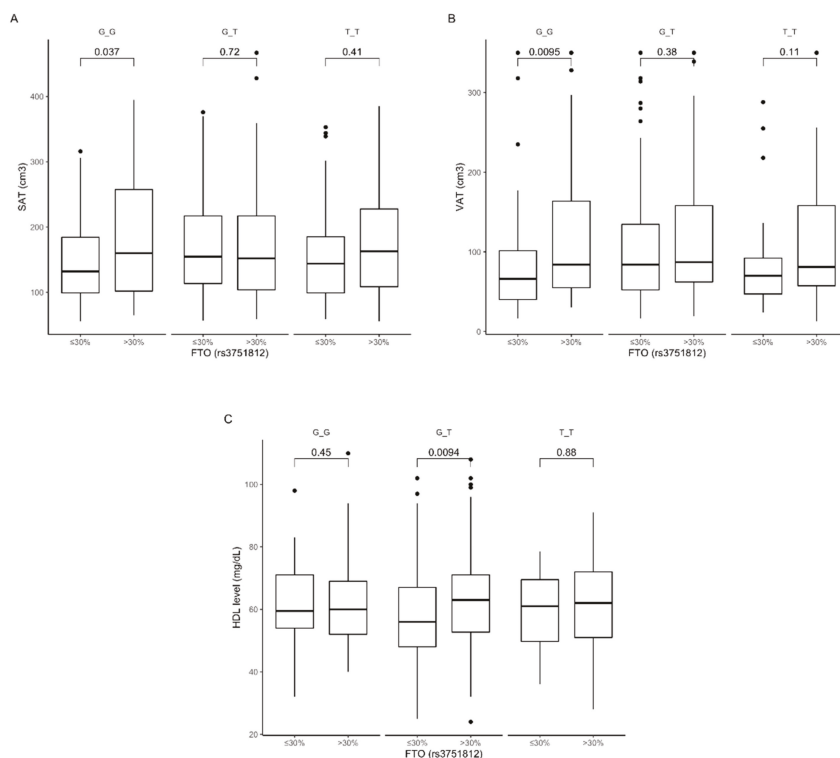 A
G_G G_T T_T
0.037 0.72 0.41
400
300
200
100
SAT (cm3)
≤30% >30% ≤30% >30% ≤30% >30%
FTO (rs3751812)
B
G_G G_T T_T
0.0095 0.38 0.11
300
200
100
0
VAT (cm3)
≤30% >30% ≤30% >30% ≤30% >30%
FTO (rs3751812)
C
G_G G_T T_T
0.45 0.0094 0.88
100
80
60
40
20
HDL level (mg/dL)
≤30% >30% ≤30% >30% ≤30% >30%
FTO (rs3751812)